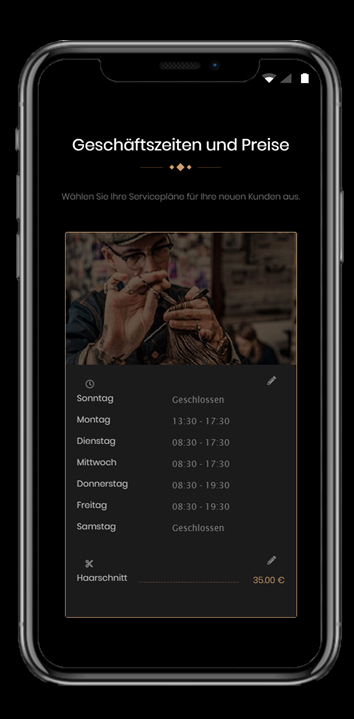 Geschäftszeiten und Preise
Wählen Sie Ihre Servicepläne für Ihre neuen Kunden aus.
Sonntag Geschlossen
Montag 13:30 - 17:30
Dienstag 08:30 - 17:30
Mittwoch 08:30 - 17:30
Donnerstag 08:30 - 19:30
Freitag 08:30 - 19:30
Samstag Geschlossen
Haarschnitt 35.00 €